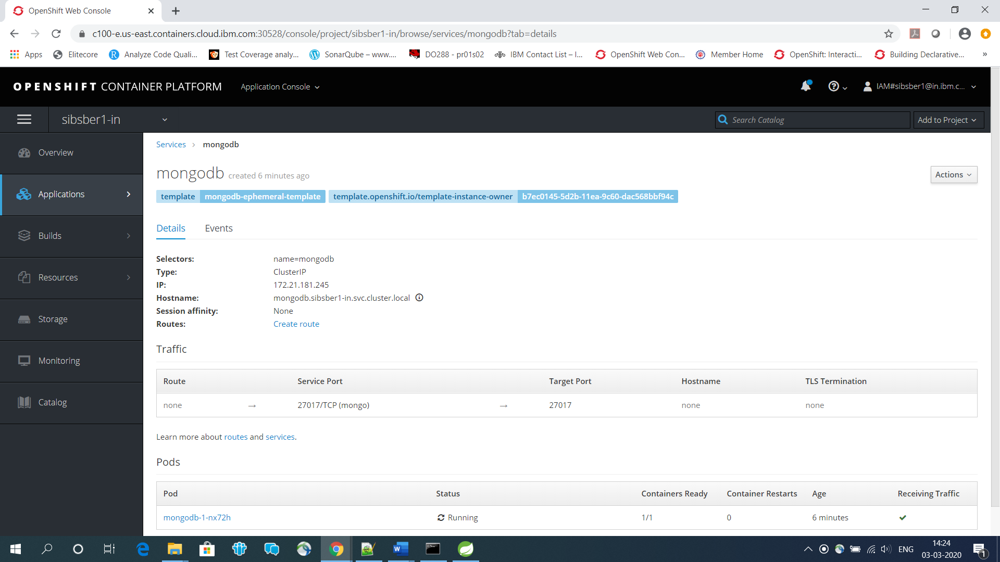 OpenShift Web Console
c100-e.us-east.containers.cloud.ibm.com:30528/console/project/sibsber1-in/browse/services/mongodb?tab=details
Apps Elitecore Analyze Code Quali... Test Coverage analy... SonarQube – www.... DO288 - pr01s02 IBM Contact List – I... OpenShift Web Con... Member Home OpenShift: Interacti... Building Declarative... »
OPENSHIFT CONTAINER PLATFORM Application Console IAM#sibsber1@in.ibm.c...
sibsber1-in Search Catalog Add to Project
Overview
Applications
Builds
Resources
Storage
Monitoring
Catalog
Services › mongodb
mongodb created 6 minutes ago
Actions
template mongodb-ephemeral-template template.openshift.io/template-instance-owner b7ec0145-5d2b-11ea-9c60-dac568bbf94c
Details Events
Selectors: name=mongodb
Type: ClusterIP
IP: 172.21.181.245
Hostname: mongodb.sibsber1-in.svc.cluster.local
Session affinity: None
Routes: Create route
Traffic
Route Service Port Target Port Hostname TLS Termination
none → 27017/TCP (mongo) → 27017 none none
Learn more about routes and services.
Pods
Pod Status Containers Ready Container Restarts Age Receiving Traffic
mongodb-1-nx72h Running 1/1 0 6 minutes
ENG 14:24
03-03-2020
1